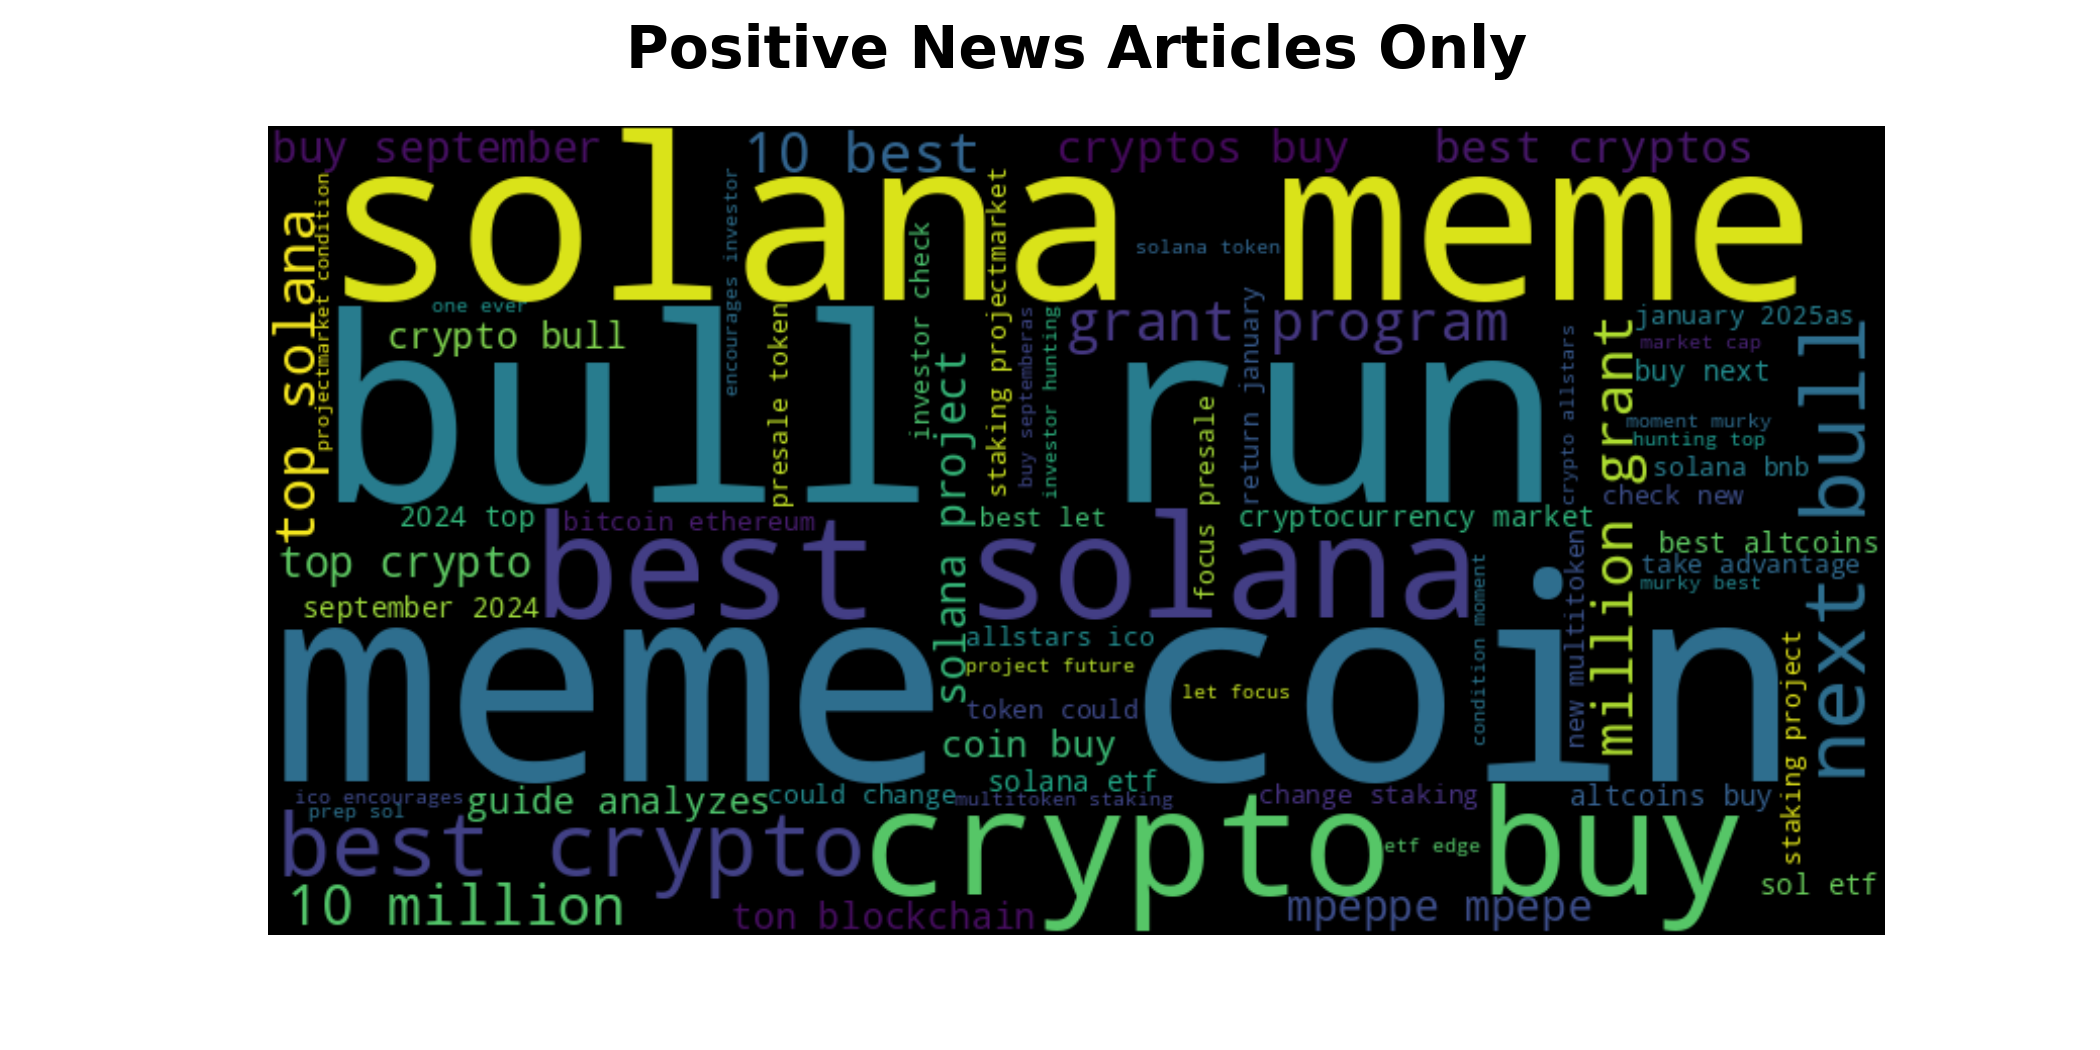 Positive News Articles Only
buy september
10 best
cryptos buy
best cryptos
solana meme
top solana
projectmarket condition
encourages investor
investor check
staking projectmarket
solana token
one ever
crypto bull
presale token
grant program
january 2025as
market cap
buy next
bull run
buy septemberas
investor hunting
return january
crypto allstars
million grant
next bull
moment murky
hunting top
solana bnb
check new
focus presale
solana project
2024 top
bitcoin ethereum
best let
cryptocurrency market
top crypto
best solana
best altcoins
take advantage
murky best
september 2024
new multitoken
condition moment
allstars ico
project future
let focus
meme coin
token could
coin buy
solana etf
staking project
ico encourages
prep sol
guide analyzes
could change
multitoken staking
change staking
altcoins buy
best crypto
crypto buy
etf edge
sol etf
10 million
ton blockchain
mpeppe mpepe